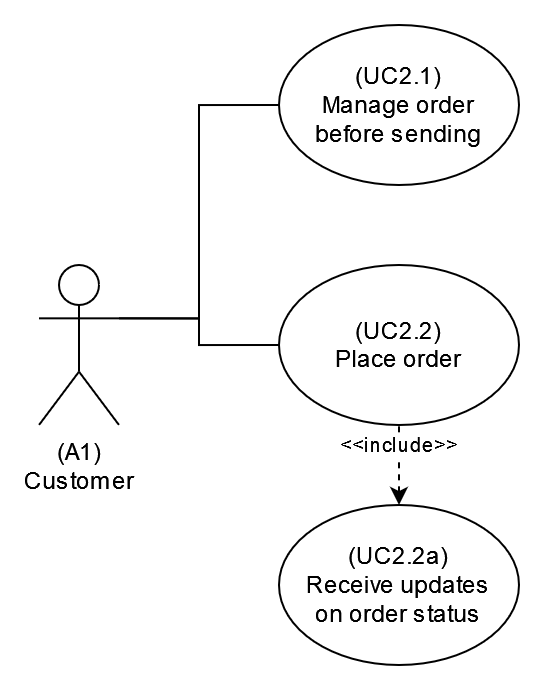 (UC2.1)
Manage order
before sending
(UC2.2)
Place order
(A1)
Customer
<<include>>
(UC2.2a)
Receive updates
on order status